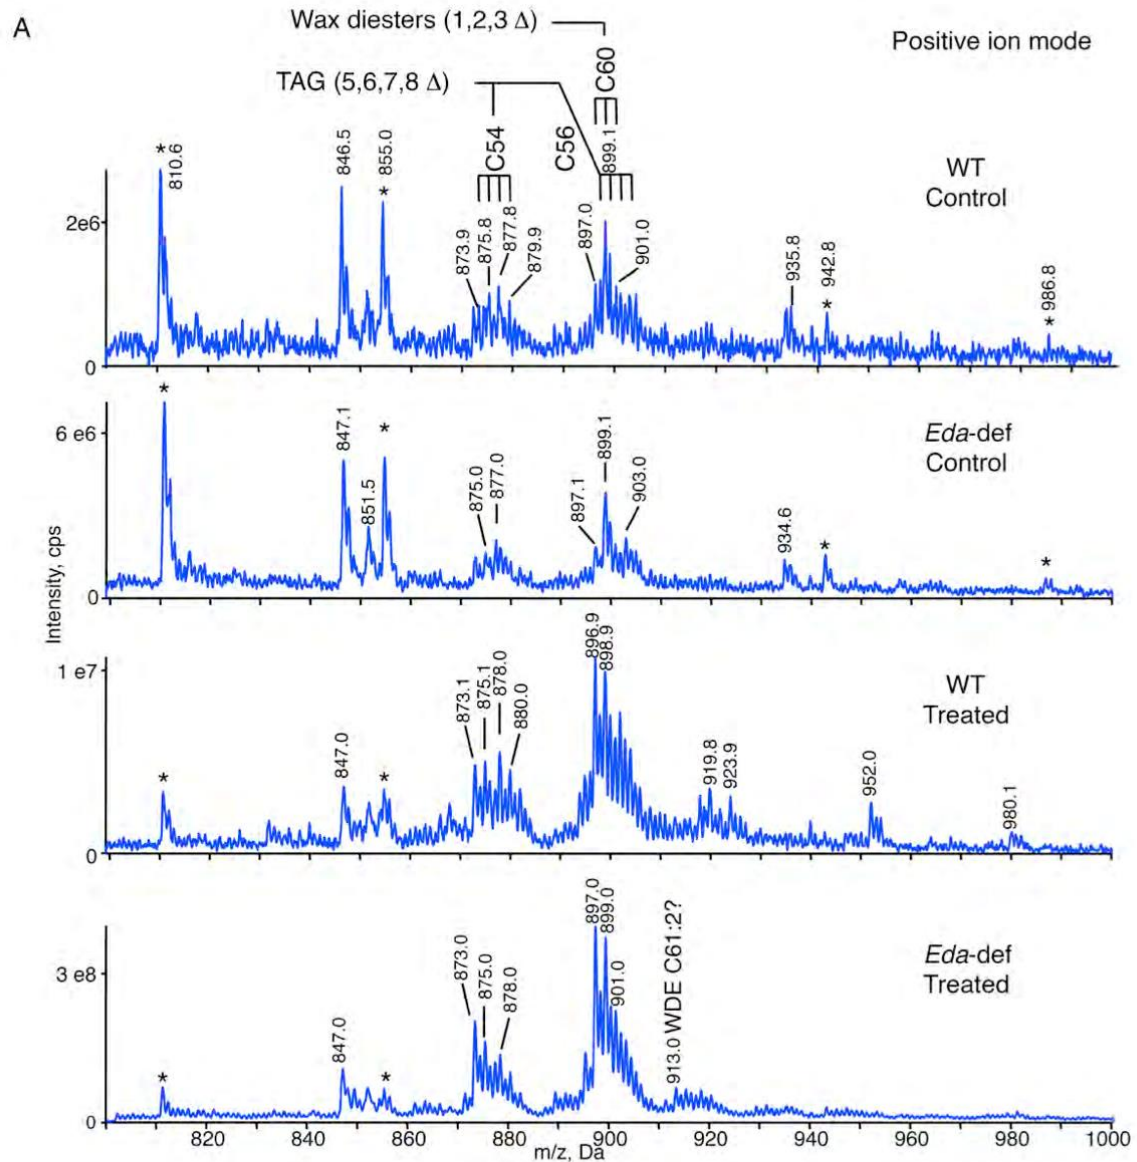 A
Wax diesters (1,2,3 Δ)
Positive ion mode
TAG (5,6,7,8 Δ)
C60
C54
C56
WT
Control
* 810.6
846.5
* 855.0
873.9
875.8
877.8
879.9
897.0
899.1
901.0
935.8
* 942.8
* 986.8
2e6
0
Eda-def
Control
*
847.1
851.5
*
875.0
877.0
897.1
899.1
903.0
934.6
*
*
6 e6
0
Intensity, cps
WT
Treated
*
847.0
*
873.1
875.1
878.0
880.0
896.9
898.9
919.8
923.9
952.0
980.1
1 e7
0
Eda-def
Treated
*
847.0
*
873.0
875.0
878.0
897.0
899.0
901.0
913.0 WDE C61:2?
3 e8
0
820 840 860 880 900 920 940 960 980 1000
m/z, Da